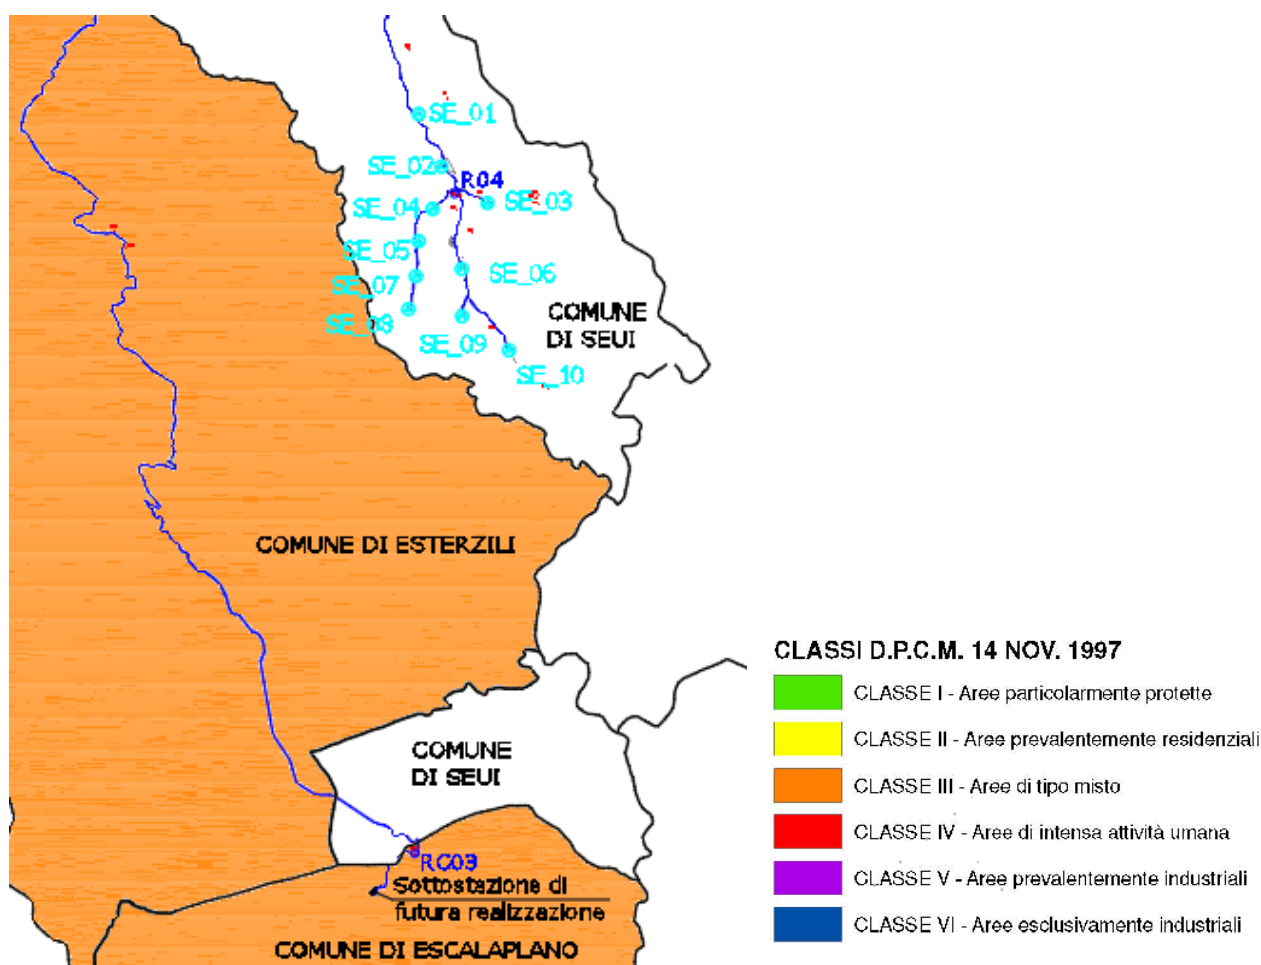 SE_01
SE_02
R04
SE_03
SE_04
SE_05
SE_06
SE_07
SE_08
SE_09
SE_10
COMUNE
DI SEUI
COMUNE DI ESTERZILI
COMUNE
DI SEUI
RC03
Sottostazione di
futura realizzazione
COMUNE DI ESCALAPLANO
CLASSI D.P.C.M. 14 NOV. 1997
CLASSE I - Aree particolarmente protette
CLASSE II - Aree prevalentemente residenziali
CLASSE III - Aree di tipo misto
CLASSE IV - Aree di intensa attività umana
CLASSE V - Aree prevalentemente industriali
CLASSE VI - Aree esclusivamente industriali